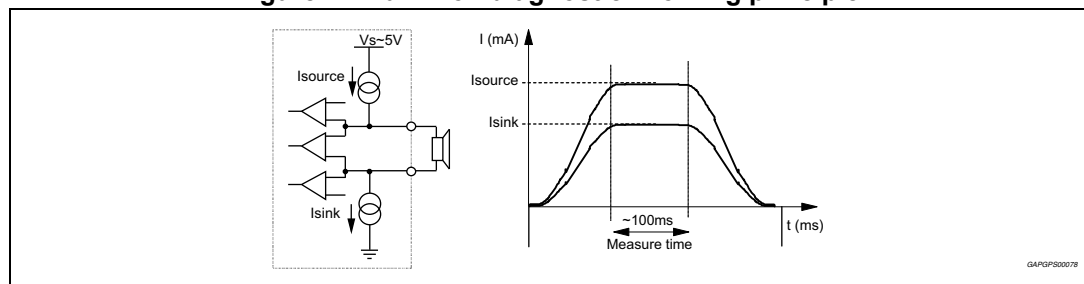 Vs~5V
Isource
Isink
I (mA)
Isource
Isink
~100ms
Measure time
t (ms)
GAPGPS00078